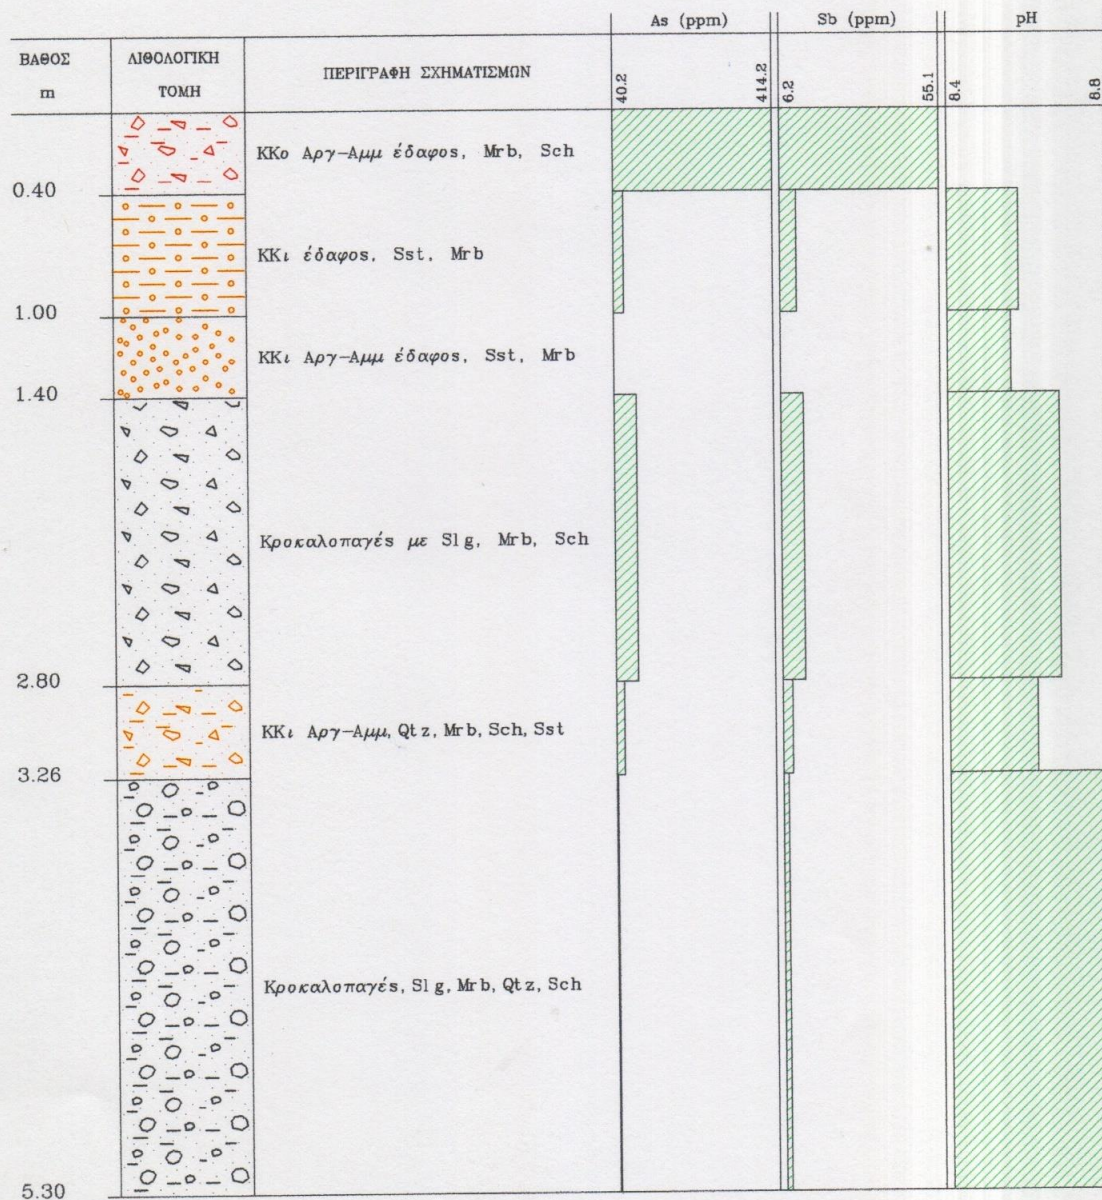 As (ppm) Sb (ppm) pH
ΒΑΘΟΣ ΛΙΘΟΛΟΓΙΚΗ ΠΕΡΙΓΡΑΦΗ ΣΧΗΜΑΤΙΣΜΩΝ
m ΤΟΜΗ
40.2 414.2 6.2 55.1 8.4 8.8
ΚΚο Αργ-Αμμ έδαφος, Mrb, Sch
0.40
ΚΚι έδαφος, Sst, Mrb
1.00
ΚΚι Αργ-Αμμ έδαφος, Sst, Mrb
1.40
Κροκαλοπαγές με Slg, Mrb, Sch
2.80
ΚΚι Αργ-Αμμ, Qtz, Mrb, Sch, Sst
3.26
Κροκαλοπαγές, Slg, Mrb, Qtz, Sch
5.30